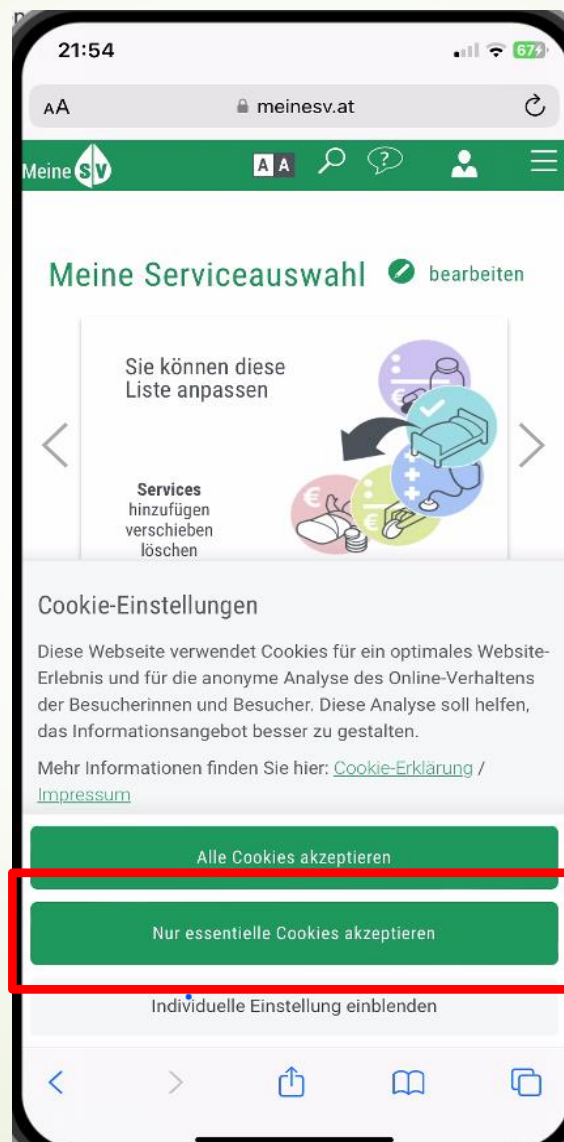 21:54
67
AA
meinesv.at
Meine SV
A A
?
Meine Serviceauswahl
bearbeiten
Sie können diese
Liste anpassen
Services
hinzufügen
verschieben
löschen
Cookie-Einstellungen
Diese Webseite verwendet Cookies für ein optimales Website-
Erlebnis und für die anonyme Analyse des Online-Verhaltens
der Besucherinnen und Besucher. Diese Analyse soll helfen,
das Informationsangebot besser zu gestalten.
Mehr Informationen finden Sie hier: Cookie-Erklärung /
Impressum
Alle Cookies akzeptieren
Nur essentielle Cookies akzeptieren
Individuelle Einstellung einblenden